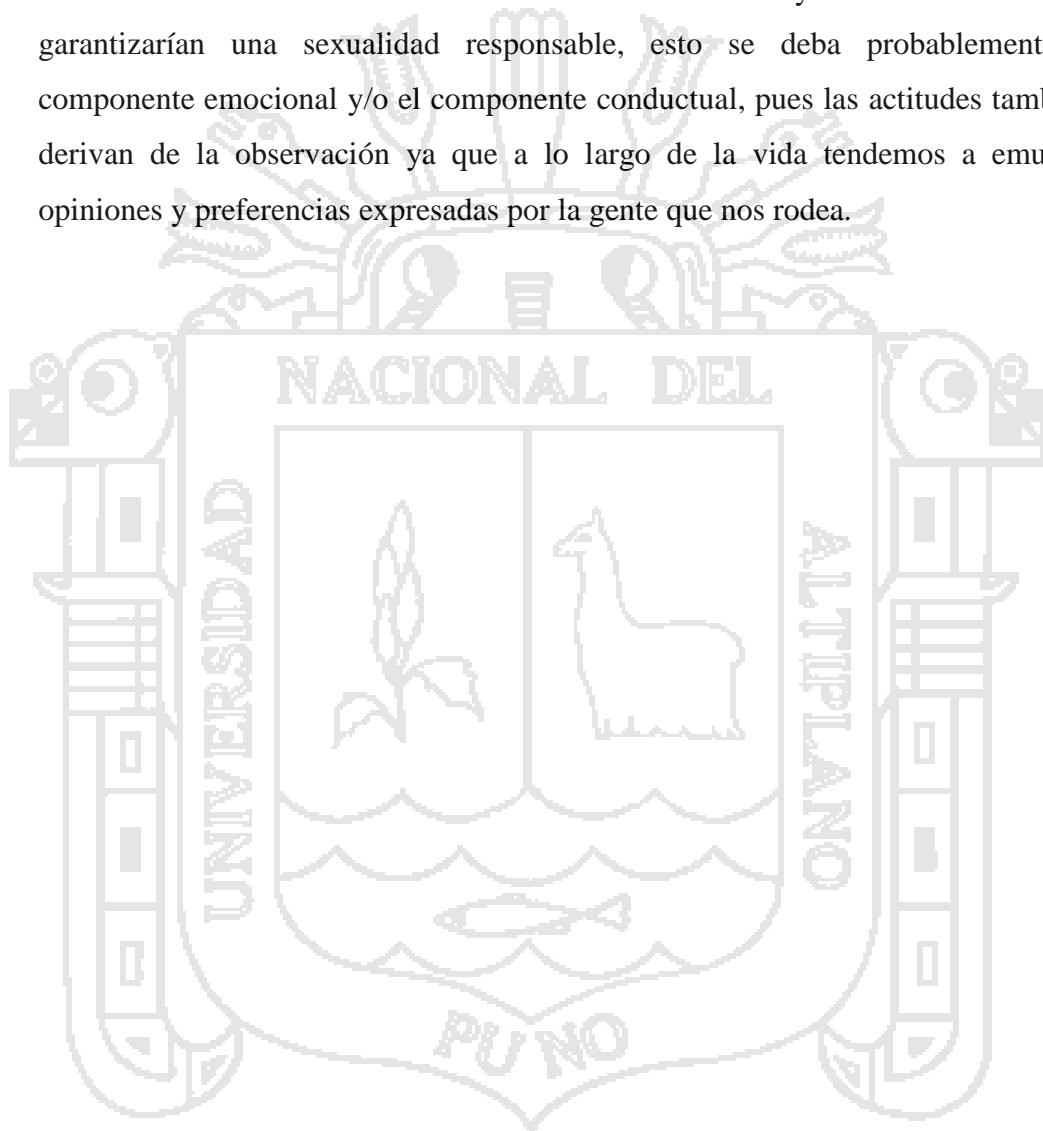 garantizarían una sexualidad responsable, esto se deba probablement
componente emocional y/o el componente conductual, pues las actitudes tamb
derivan de la observación ya que a lo largo de la vida tendemos a emu
opiniones y preferencias expresadas por la gente que nos rodea.
NACIONAL DEL
UNIVERSIDAD
ALTIPLANO
PUNO